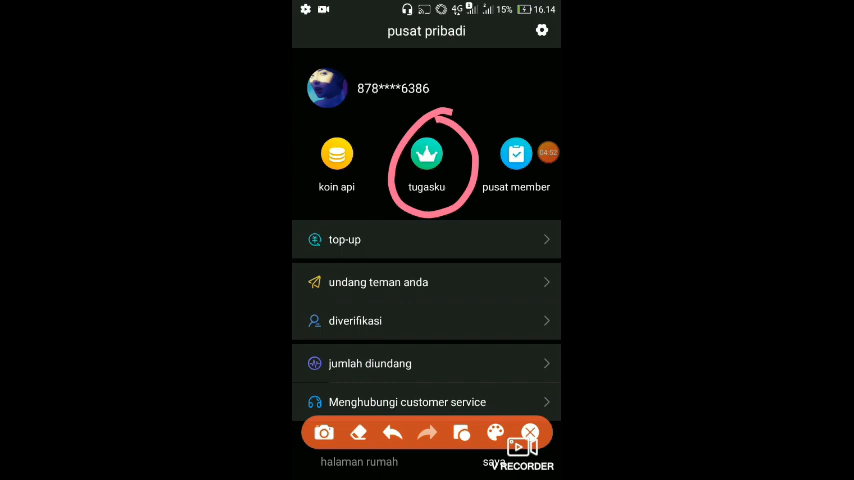 4G 15% 16.14
pusat pribadi
878****6386
04:52
koin api
tugasku
pusat member
top-up
undang teman anda
diverifikasi
jumlah diundang
Menghubungi customer service
halaman rumah
saya
V RECORDER